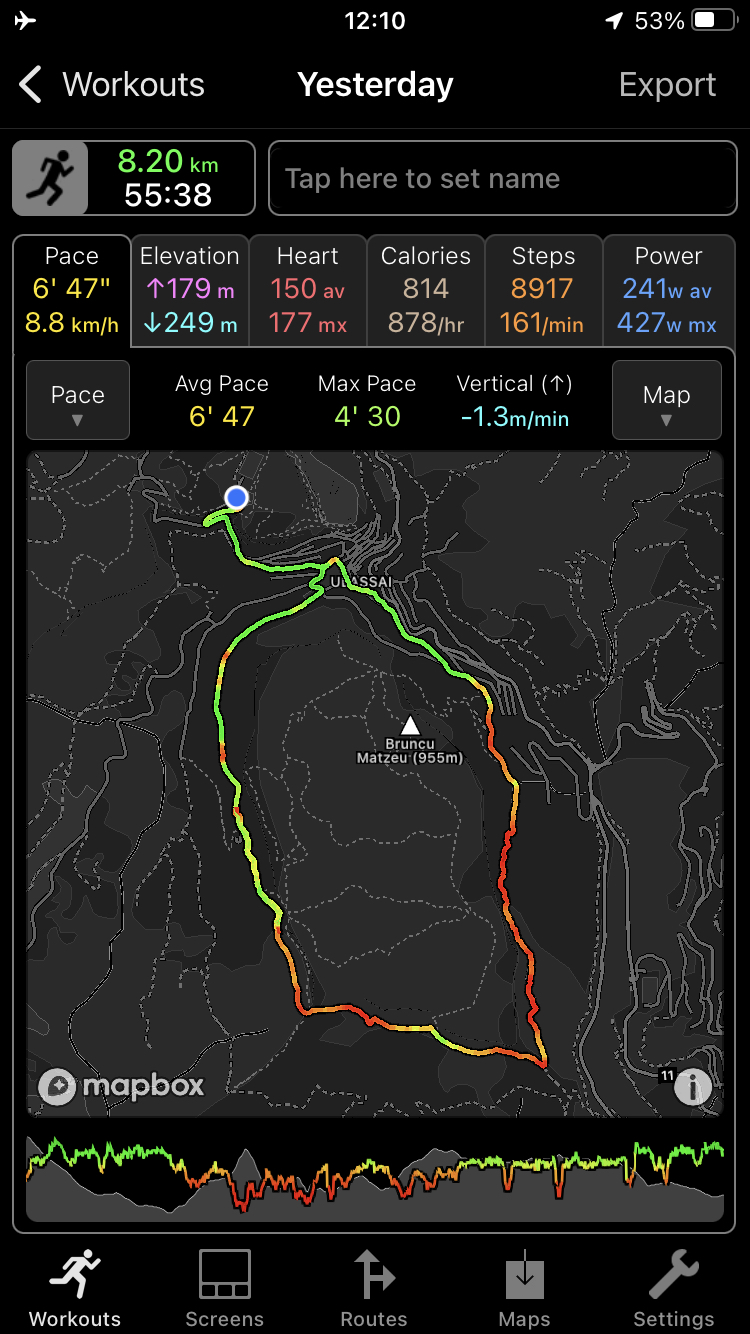 12:10
53%
Workouts
Yesterday
Export
8.20 km
55:38
Tap here to set name
Pace
6' 47"
8.8 km/h
Elevation
↑179 m
↓249 m
Heart
150 av
177 mx
Calories
814
878/hr
Steps
8917
161/min
Power
241w av
427w mx
Pace
▼
Avg Pace
6' 47
Max Pace
4' 30
Vertical (↑)
-1.3m/min
Map
▼
ULASSAI
Bruncu
Matzeu (955m)
11
mapbox
i
Workouts
Screens
Routes
Maps
Settings